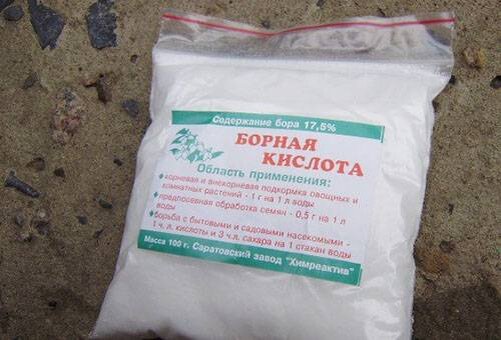 Содержание бора 17,5%
БОРНАЯ
КИСЛОТА
Область применения:
• корневая и внекорневая подкормка овощных и
комнатных растений - 1 г на 1 л воды
• предпосевная обработка семян - 0,5 г на 1 л
воды
• борьба с бытовыми и садовыми насекомыми -
1 ч.л. кислоты и 3 ч.л. сахара на 1 стакан воды
Масса 100 г. Саратовский завод "Химреактив"